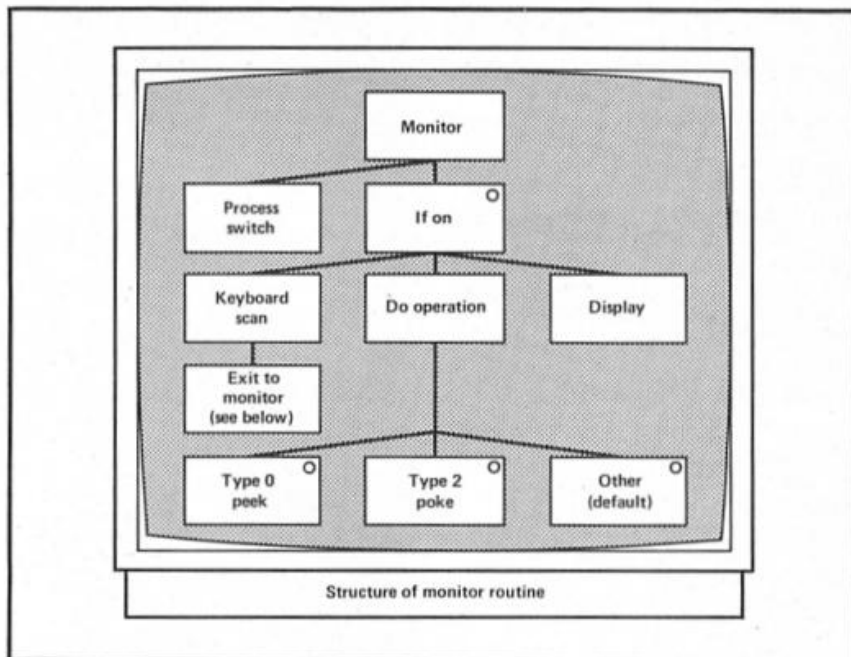 Monitor
Process
switch
If on
Keyboard
scan
Do operation
Display
Exit to
monitor
(see below)
Type 0
peek
Type 2
poke
Other
(default)
Structure of monitor routine